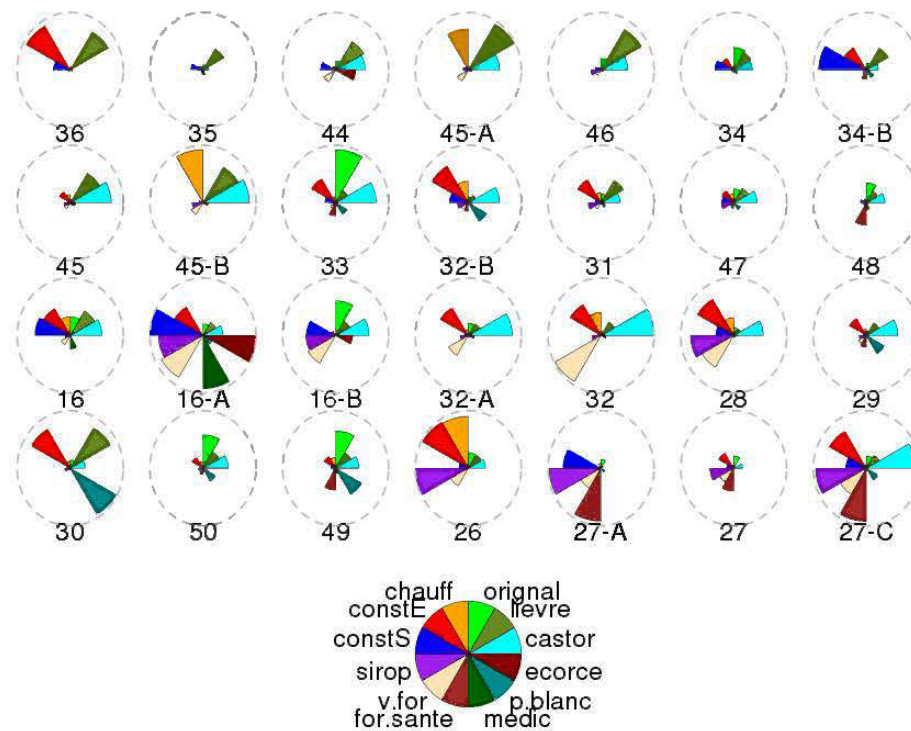 36 35 44 45-A 46 34 34-B
45 45-B 33 32-B 31 47 48
16 16-A 16-B 32-A 32 28 29
30 50 49 26 27-A 27 27-C
chauff orignal
constE lievre
constS castor
sirop ecorce
v.for p.blanc
for.sante medic